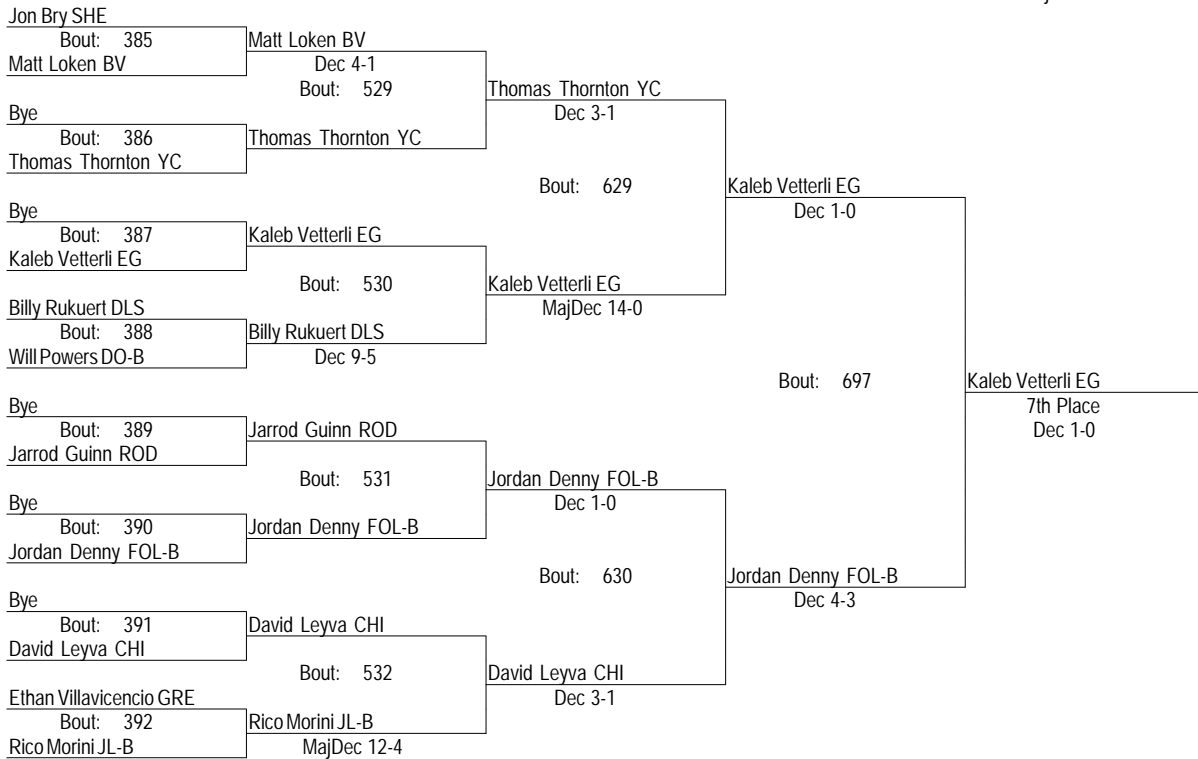 Jon Bry SHE
Bout: 385
Matt Loken BV
Matt Loken BV
Dec 4-1
Bout: 529
Thomas Thornton YC
Dec 3-1
Bye
Bout: 386
Thomas Thornton YC
Thomas Thornton YC
Bout: 629
Kaleb Vetterli EG
Dec 1-0
Bye
Bout: 387
Kaleb Vetterli EG
Kaleb Vetterli EG
Bout: 530
Kaleb Vetterli EG
MajDec 14-0
Billy Rukuert DLS
Bout: 388
Billy Rukuert DLS
Will Powers DO-B
Dec 9-5
Bout: 697
Kaleb Vetterli EG
7th Place
Dec 1-0
Bye
Bout: 389
Jarrod Guinn ROD
Jarrod Guinn ROD
Bout: 531
Jordan Denny FOL-B
Dec 1-0
Bye
Bout: 390
Jordan Denny FOL-B
Jordan Denny FOL-B
Bout: 630
Jordan Denny FOL-B
Dec 4-3
Bye
Bout: 391
David Leyva CHI
David Leyva CHI
Bout: 532
David Leyva CHI
Dec 3-1
Ethan Villavicencio GRE
Bout: 392
Rico Morini JL-B
Rico Morini JL-B
MajDec 12-4